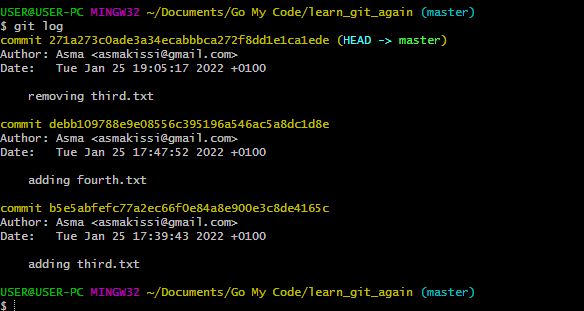 USER@USER-PC MINGW32 ~/Documents/Go My Code/learn_git_again (master)
$ git log
commit 271a273c0ade3a34ecabbbca272f8dd1e1ca1ede (HEAD -> master)
Author: Asma <asmakissi@gmail.com>
Date:   Tue Jan 25 19:05:17 2022 +0100
    removing third.txt
commit debb109788e9e08556c395196a546ac5a8dc1d8e
Author: Asma <asmakissi@gmail.com>
Date:   Tue Jan 25 17:47:52 2022 +0100
    adding fourth.txt
commit b5e5abfefc77a2ec66f0e84a8e900e3c8de4165c
Author: Asma <asmakissi@gmail.com>
Date:   Tue Jan 25 17:39:43 2022 +0100
    adding third.txt
USER@USER-PC MINGW32 ~/Documents/Go My Code/learn_git_again (master)
$